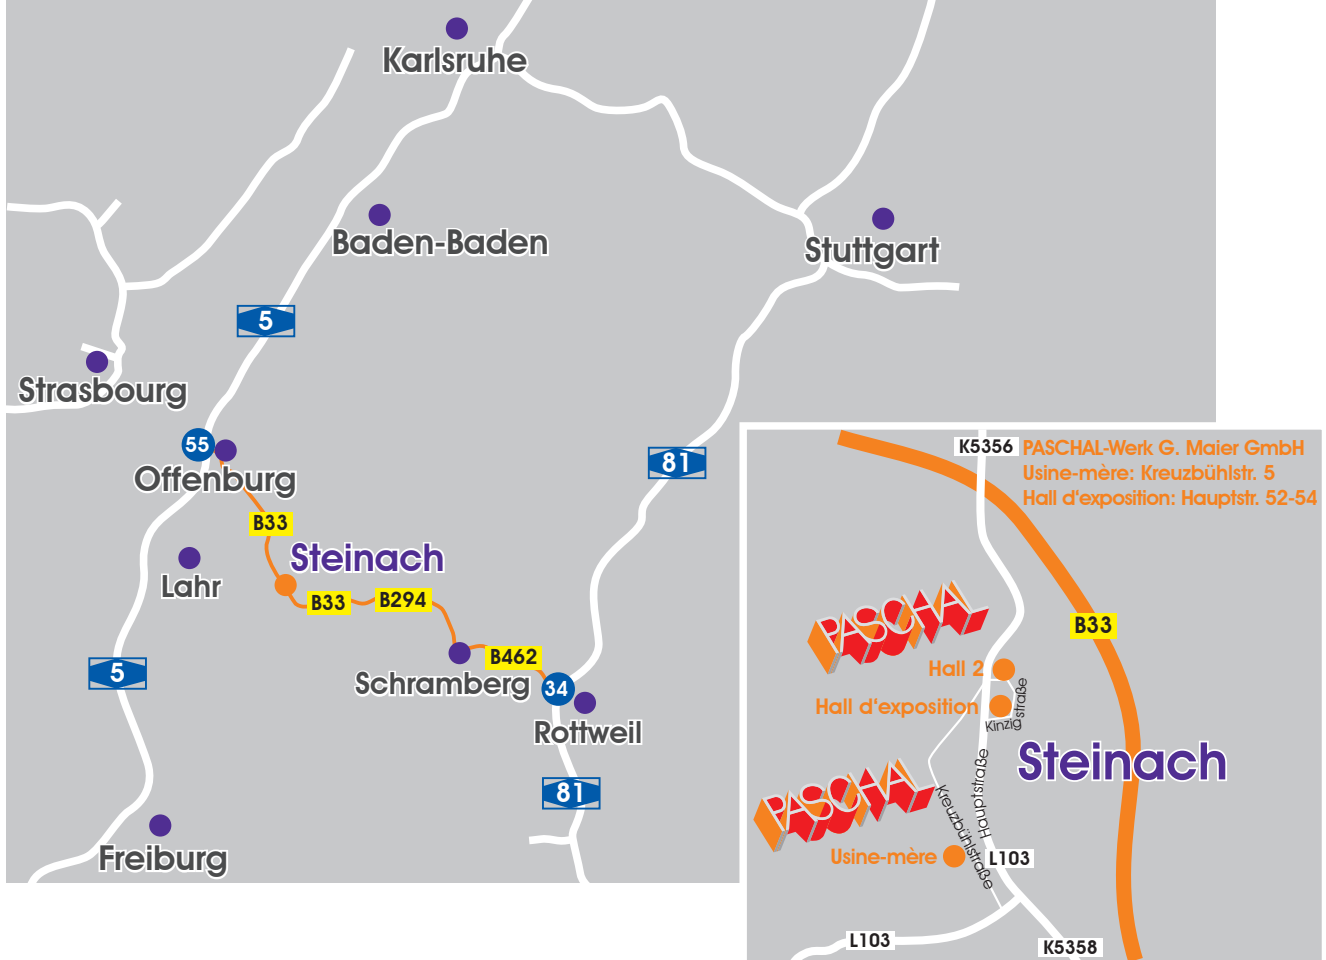 Karlsruhe
Baden-Baden
Stuttgart
5
Strasbourg
55
Offenburg
81
B33
Steinach
Lahr
B33
B294
B462
5
Schramberg
34
Rottweil
81
Freiburg
K5356
PASCHAL-Werk G. Maier GmbH
Usine-mère: Kreuzbühlstr. 5
Hall d'exposition: Hauptstr. 52-54
PASCHAL
B33
Hall 2
Hall d'exposition
Kinzigstraße
Steinach
Hauptstraße
PASCHAL
Kreuzbühlstraße
Usine-mère
L103
L103
K5358